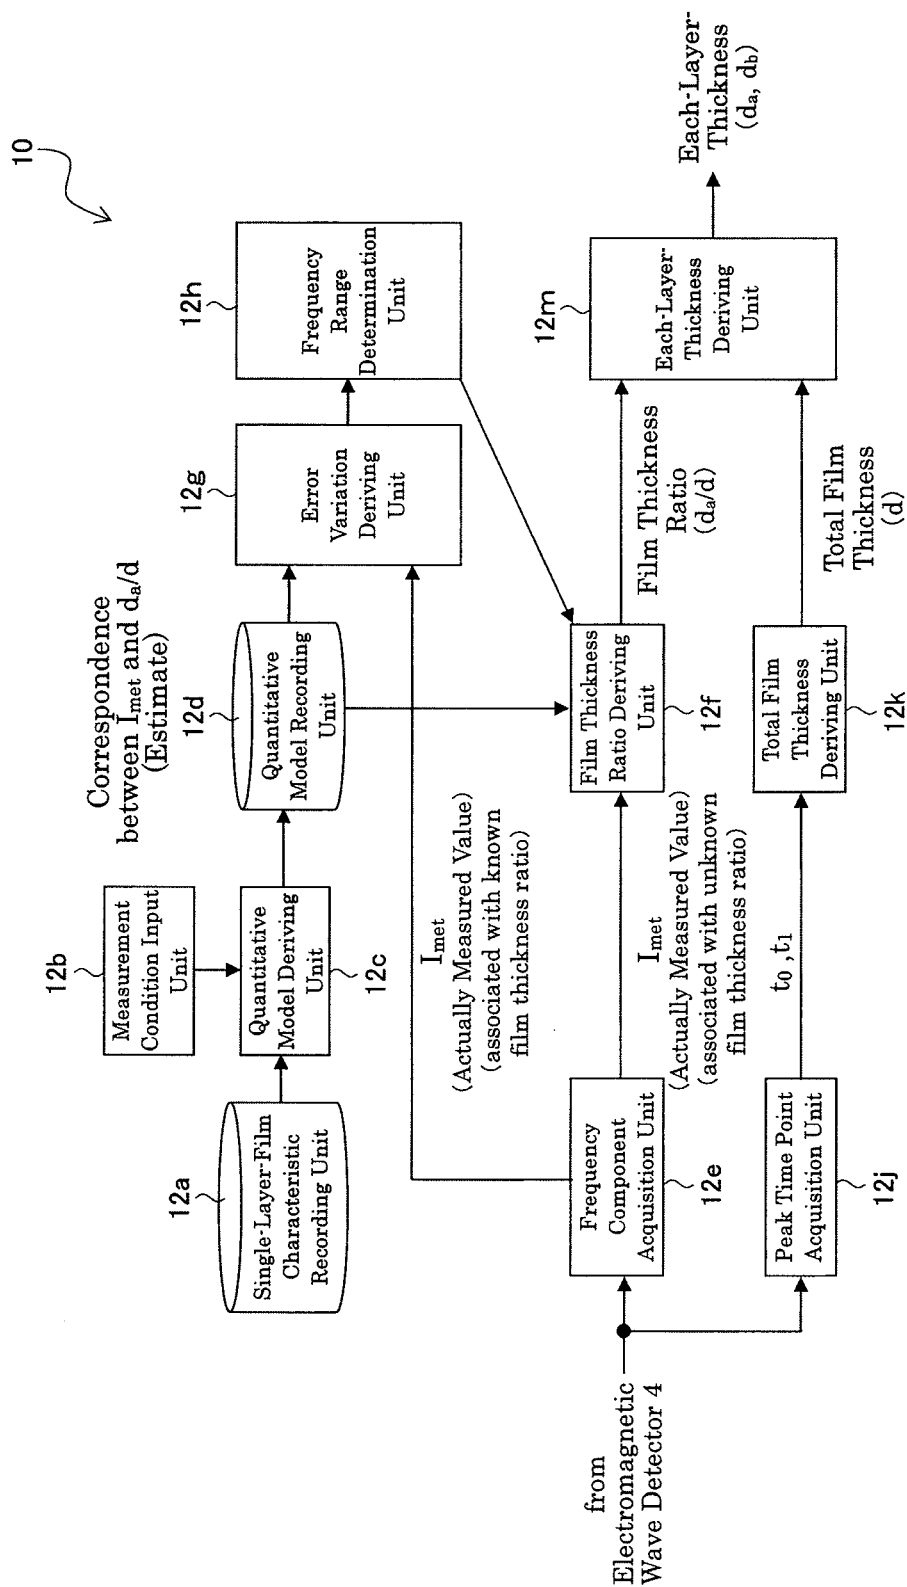 10
12a
Single-Layer-Film
Characteristic
Recording Unit
12b
Measurement
Condition Input
Unit
Quantitative
Model Deriving
Unit
12c
Correspondence
between Imet and da/d
(Estimate)
12d
Quantitative
Model Recording
Unit
12g
Error
Variation
Deriving
Unit
12h
Frequency
Range
Determination
Unit
Imet
(Actually Measured Value)
(associated with known
film thickness ratio)
from
Electromagnetic
Wave Detector 4
Frequency
Component
Acquisition Unit
12e
Imet
(Actually Measured Value)
(associated with unknown
film thickness ratio)
Film Thickness
Ratio Deriving
Unit
12f
Film Thickness
Ratio
(da/d)
12m
Each-Layer-
Thickness
Deriving
Unit
Each-Layer-
Thickness
(da, db)
Peak Time Point
Acquisition Unit
12j
t0 ,t1
Total Film
Thickness
Deriving Unit
12k
Total Film
Thickness
(d)